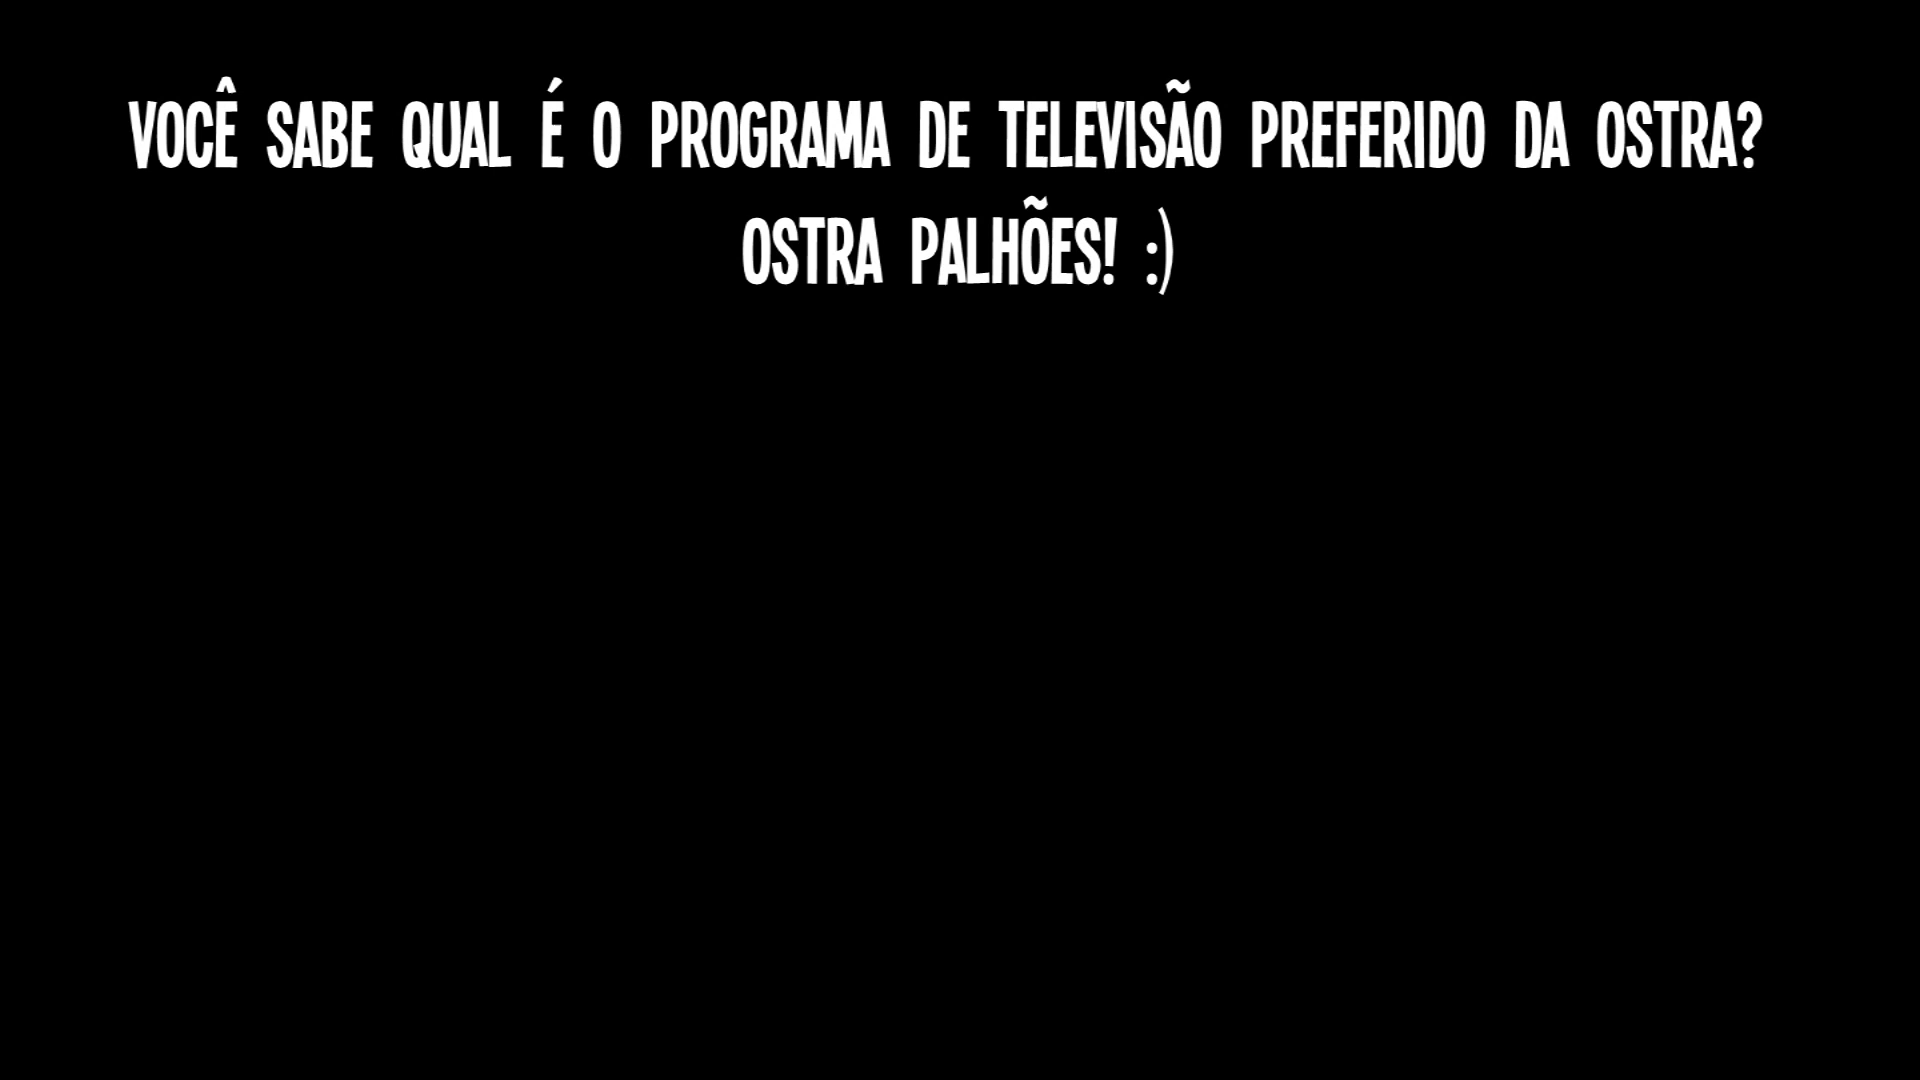 VOCÊ SABE QUAL É O PROGRAMA DE TELEVISÃO PREFERIDO DA OSTRA?
OSTRA PALHÕES! :)